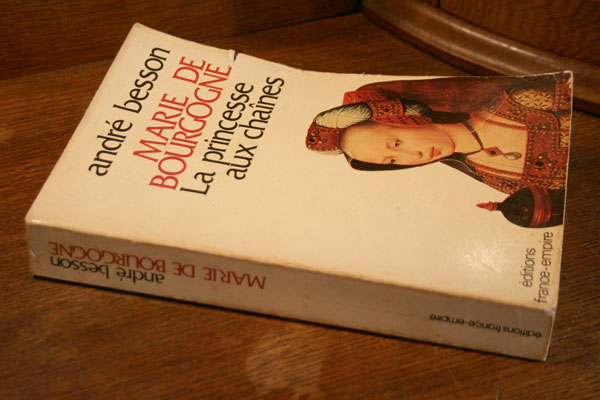 andré besson
MARIE DE
BOURGOGNE
La princesse
aux chaînes
éditions
france-empire
andré besson
MARIE DE BOURGOGNE
éditions france-empire